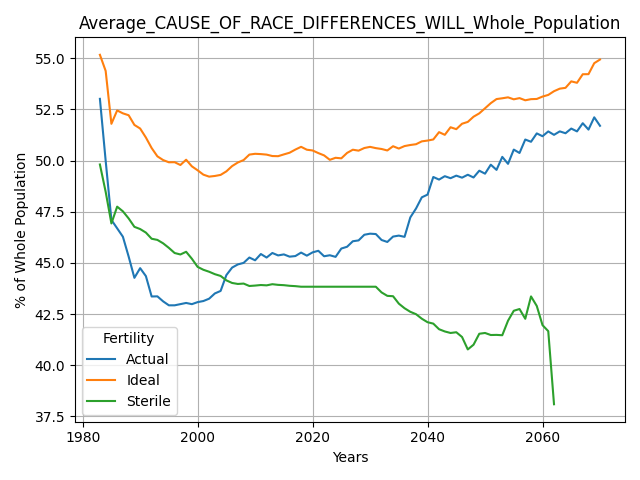 Average_CAUSE_OF_RACE_DIFFERENCES_WILL_Whole_Population
% of Whole Population
55.0
52.5
50.0
47.5
45.0
42.5
40.0
37.5
Fertility
Actual
Ideal
Sterile
1980 2000 2020 2040 2060
Years